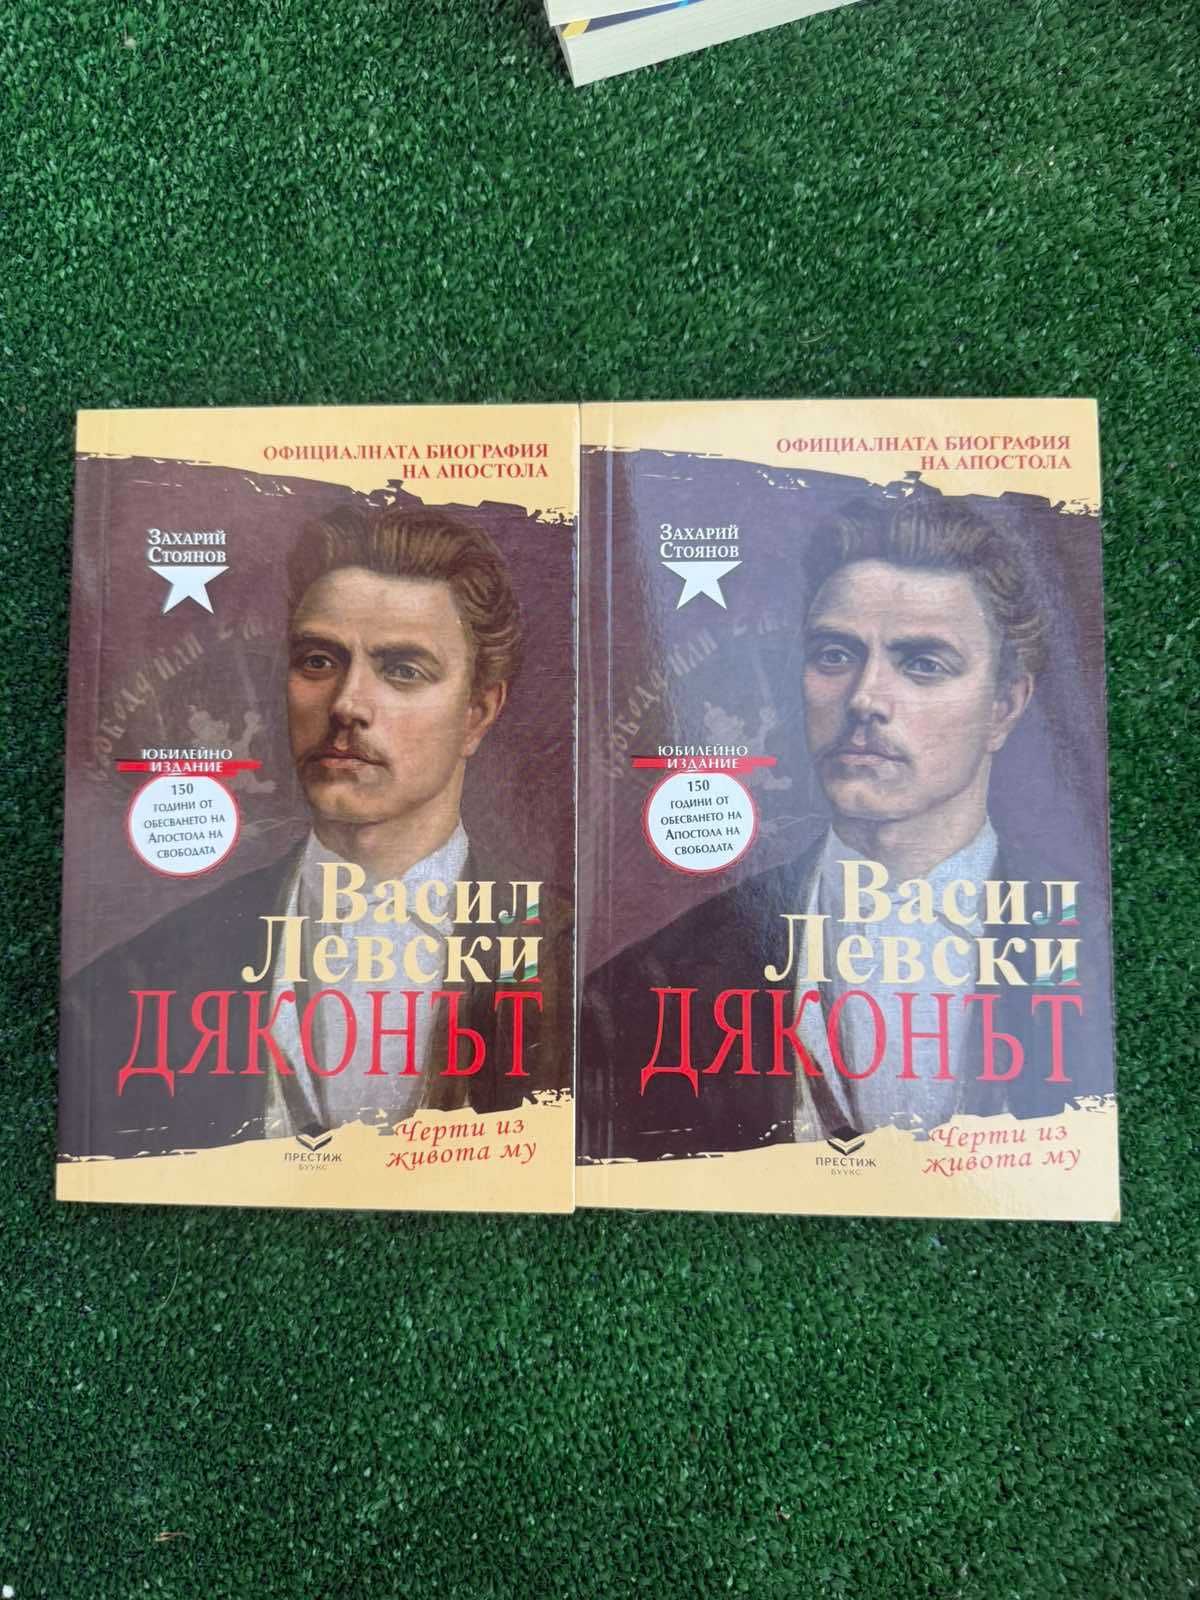 ОФИЦИАЛНАТА БИОГРАФИЯ
НА АПОСТОЛА
ЗАХАРИЙ
СТОЯНОВ
ЮБИЛЕЙНО
ИЗДАНИЕ
150
ГОДИНИ ОТ
ОБЕСВАНЕТО НА
АПОСТОЛА НА
СВОБОДАТА
ВАСИЛ
ЛЕВСКИ
ДЯКОНЪТ
Черти из
живота му
ПРЕСТИЖ
БУУКС
ОФИЦИАЛНАТА БИОГРАФИЯ
НА АПОСТОЛА
ЗАХАРИЙ
СТОЯНОВ
ЮБИЛЕЙНО
ИЗДАНИЕ
150
ГОДИНИ ОТ
ОБЕСВАНЕТО НА
АПОСТОЛА НА
СВОБОДАТА
ВАСИЛ
ЛЕВСКИ
ДЯКОНЪТ
Черти из
живота му
ПРЕСТИЖ
БУУКС